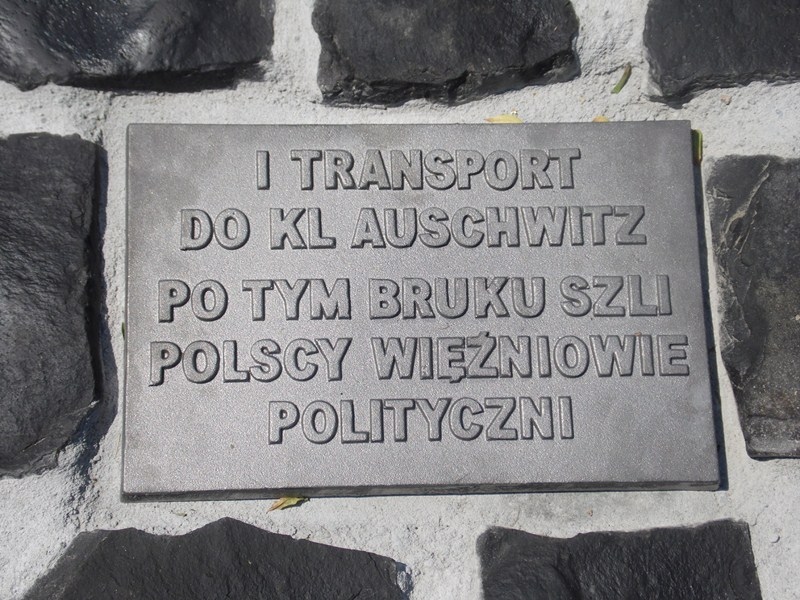 I TRANSPORT
DO KL AUSCHWITZ
PO TYM BRUKU SZLI
POLSCY WIĘŹNIOWIE
POLITYCZNI